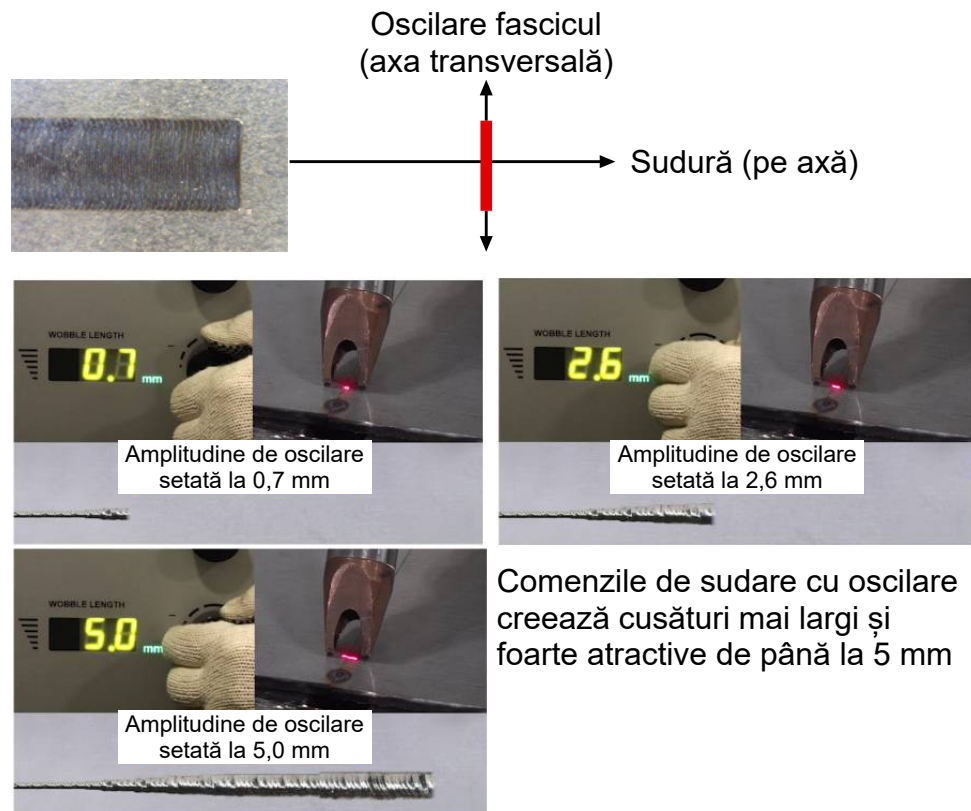 Oscilare fascicul
(axa transversală)
Sudură (pe axă)
WOBBLE LENGTH
0.7 mm
Amplitudine de oscilare
setată la 0,7 mm
WOBBLE LENGTH
2.6 mm
Amplitudine de oscilare
setată la 2,6 mm
WOBBLE LENGTH
5.0 mm
Amplitudine de oscilare
setată la 5,0 mm
Comenzile de sudare cu oscilare
creează cusături mai largi și
foarte atractive de până la 5 mm